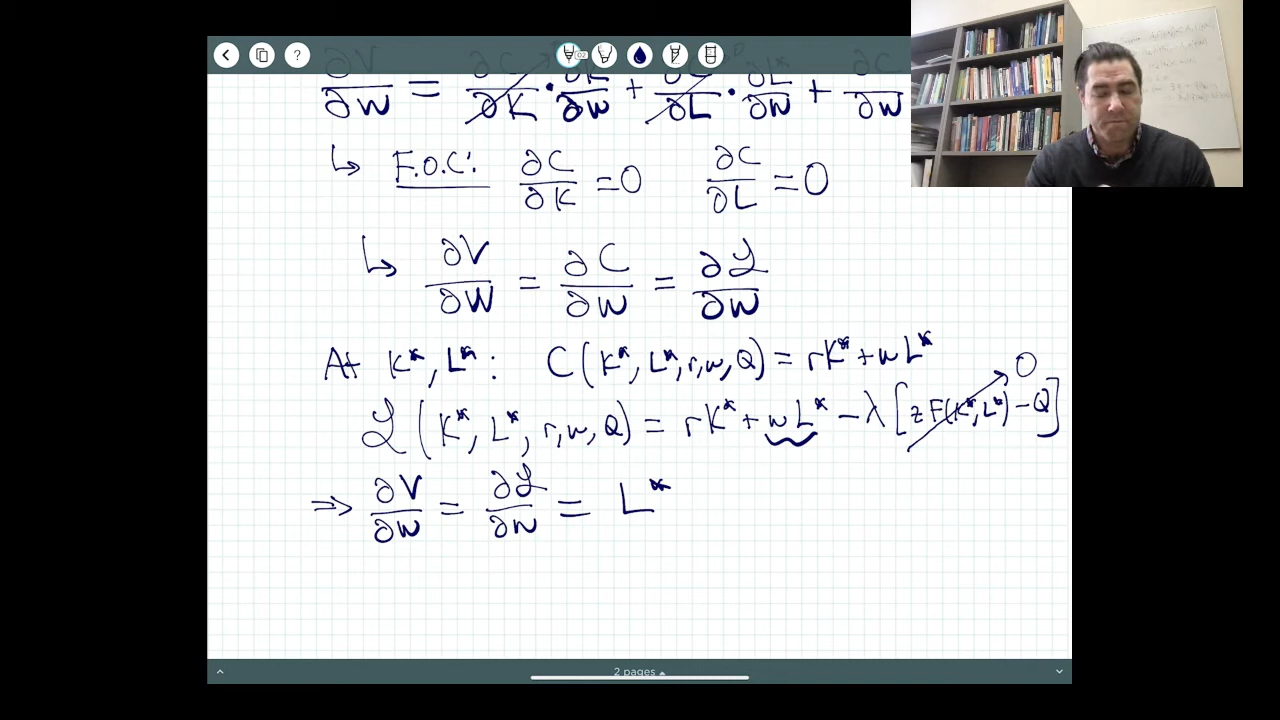 ∂V/∂w = ∂C/∂K · ∂K/∂w + ∂C/∂L · ∂L/∂w + ∂C/∂w
↳ F.O.C: ∂C/∂K = 0 ∂C/∂L = 0
↳ ∂V/∂w = ∂C/∂w = ∂ℒ/∂w
At K*, L*: C(K*, L*, r, w, Q) = rK* + wL*
ℒ(K*, L*, r, w, Q) = rK* + wL* − λ[zF(K*, L*) − Q] 0
⇒ ∂V/∂w = ∂ℒ/∂w = L*
2 pages